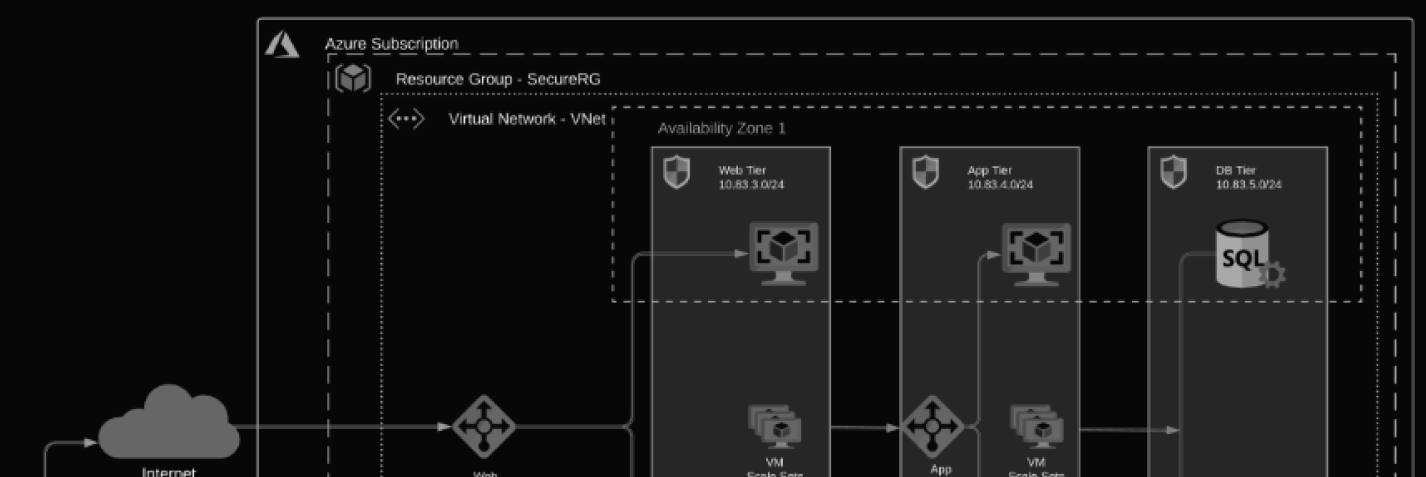 Azure Subscription
Resource Group - SecureRG
Virtual Network - VNet
Availability Zone 1
Web Tier
10.83.3.0/24
App Tier
10.83.4.0/24
DB Tier
10.83.5.0/24
SQL
VM
Scale Sets
App
VM
Scale Sets
Internet
Web